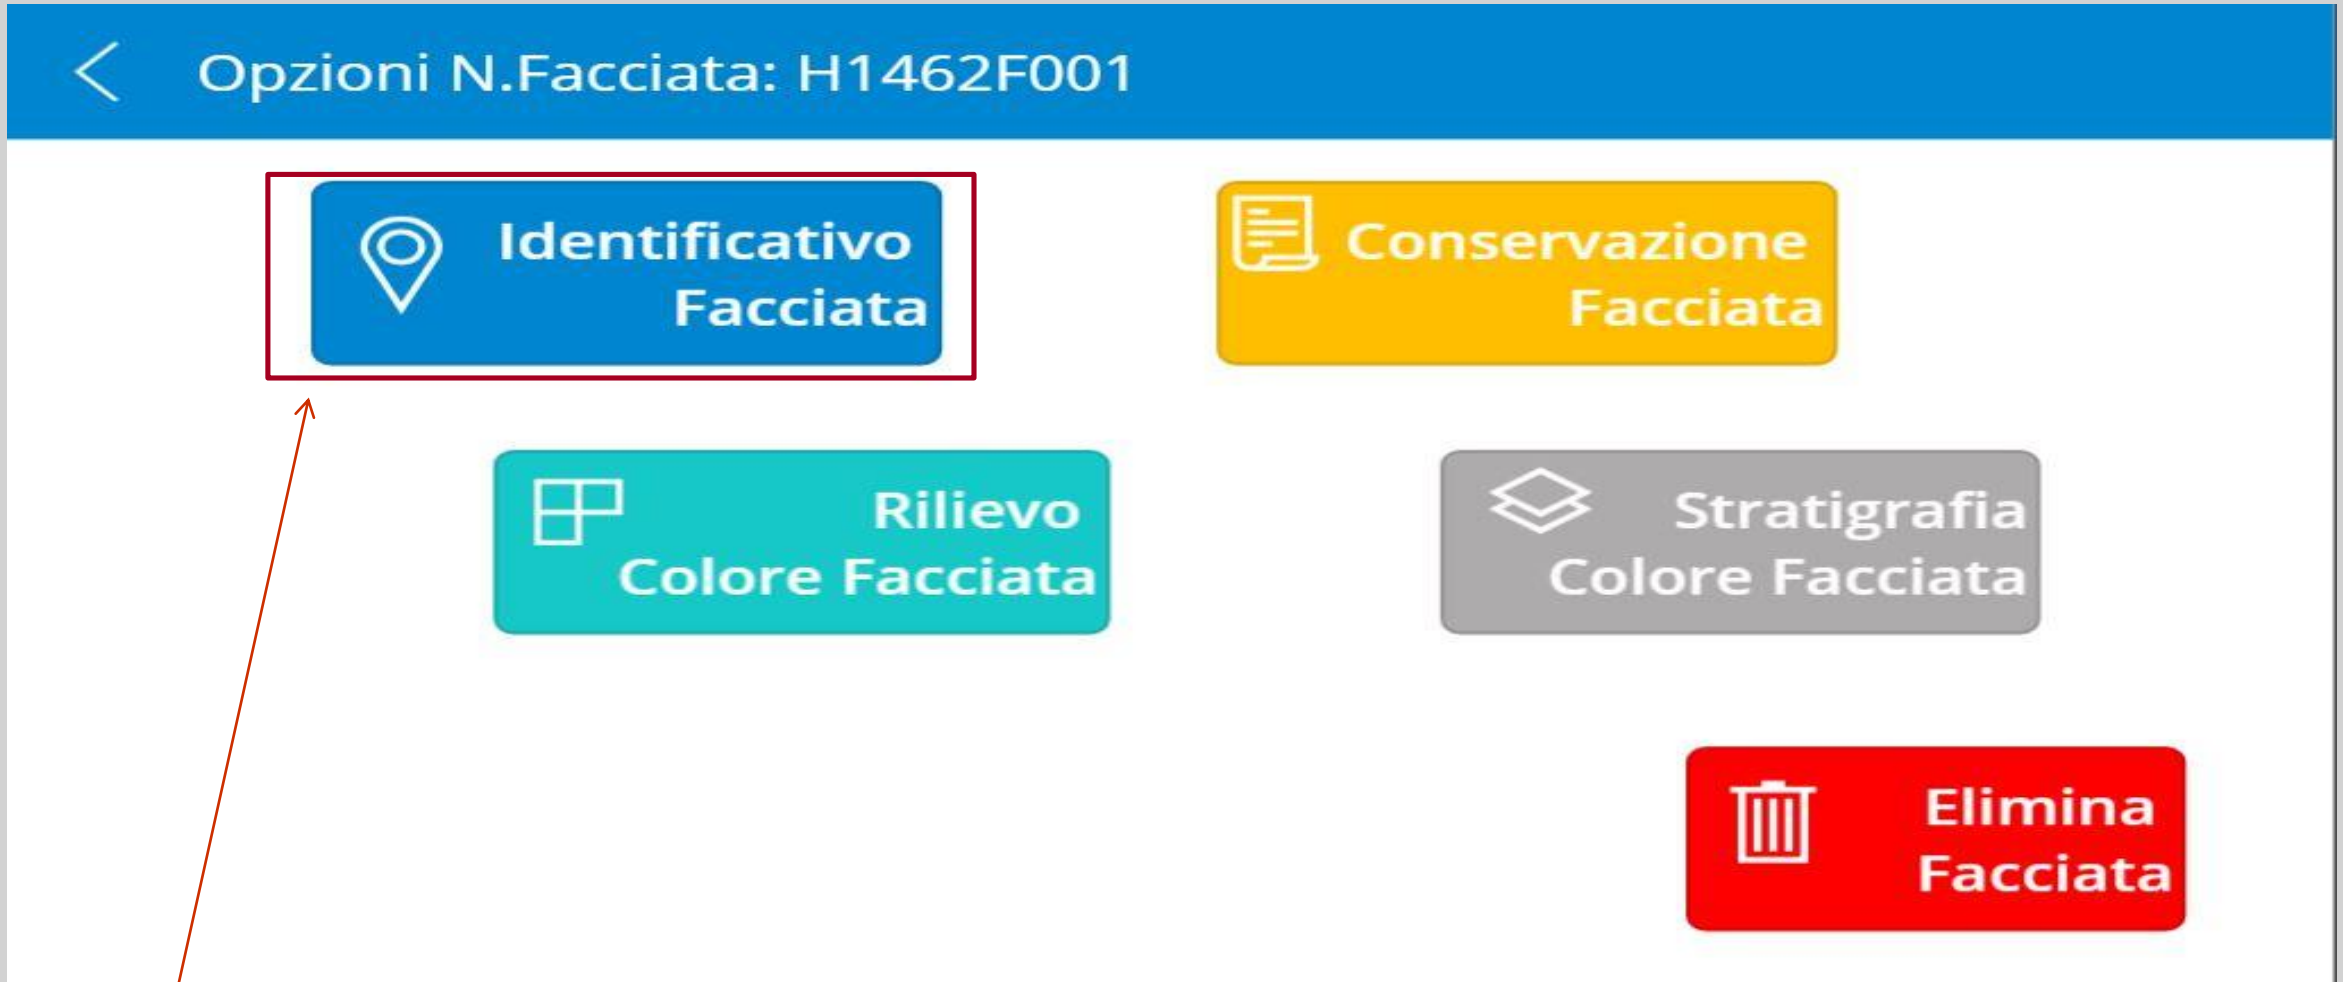 Opzioni N.Facciata: H1462F001
Identificativo
Facciata
Conservazione
Facciata
Rilievo
Colore Facciata
Stratigrafia
Colore Facciata
Elimina
Facciata